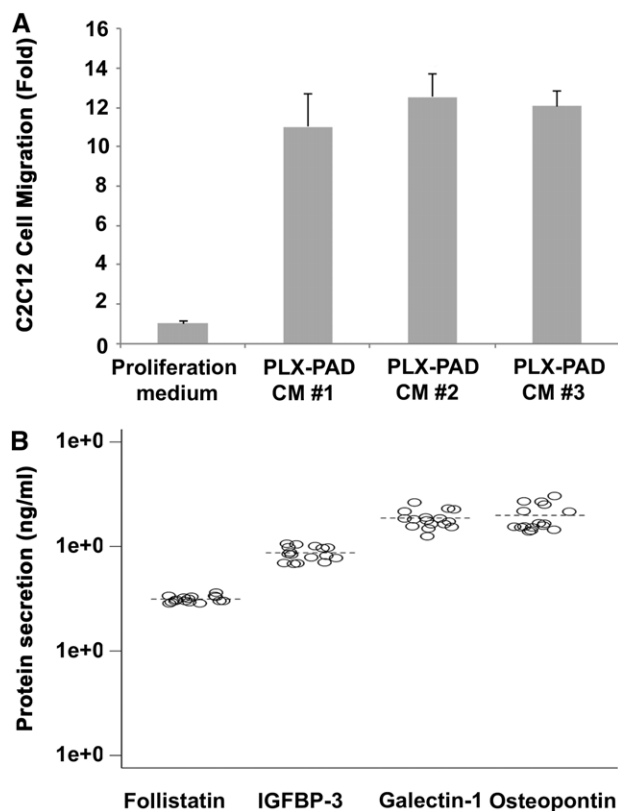 A
C2C12 Cell Migration (Fold)
16
14
12
10
8
6
4
2
0
Proliferation medium
PLX-PAD CM #1
PLX-PAD CM #2
PLX-PAD CM #3
B
Protein secretion (ng/ml)
1e+0
1e+0
1e+0
1e+0
Follistatin
IGFBP-3
Galectin-1
Osteopontin